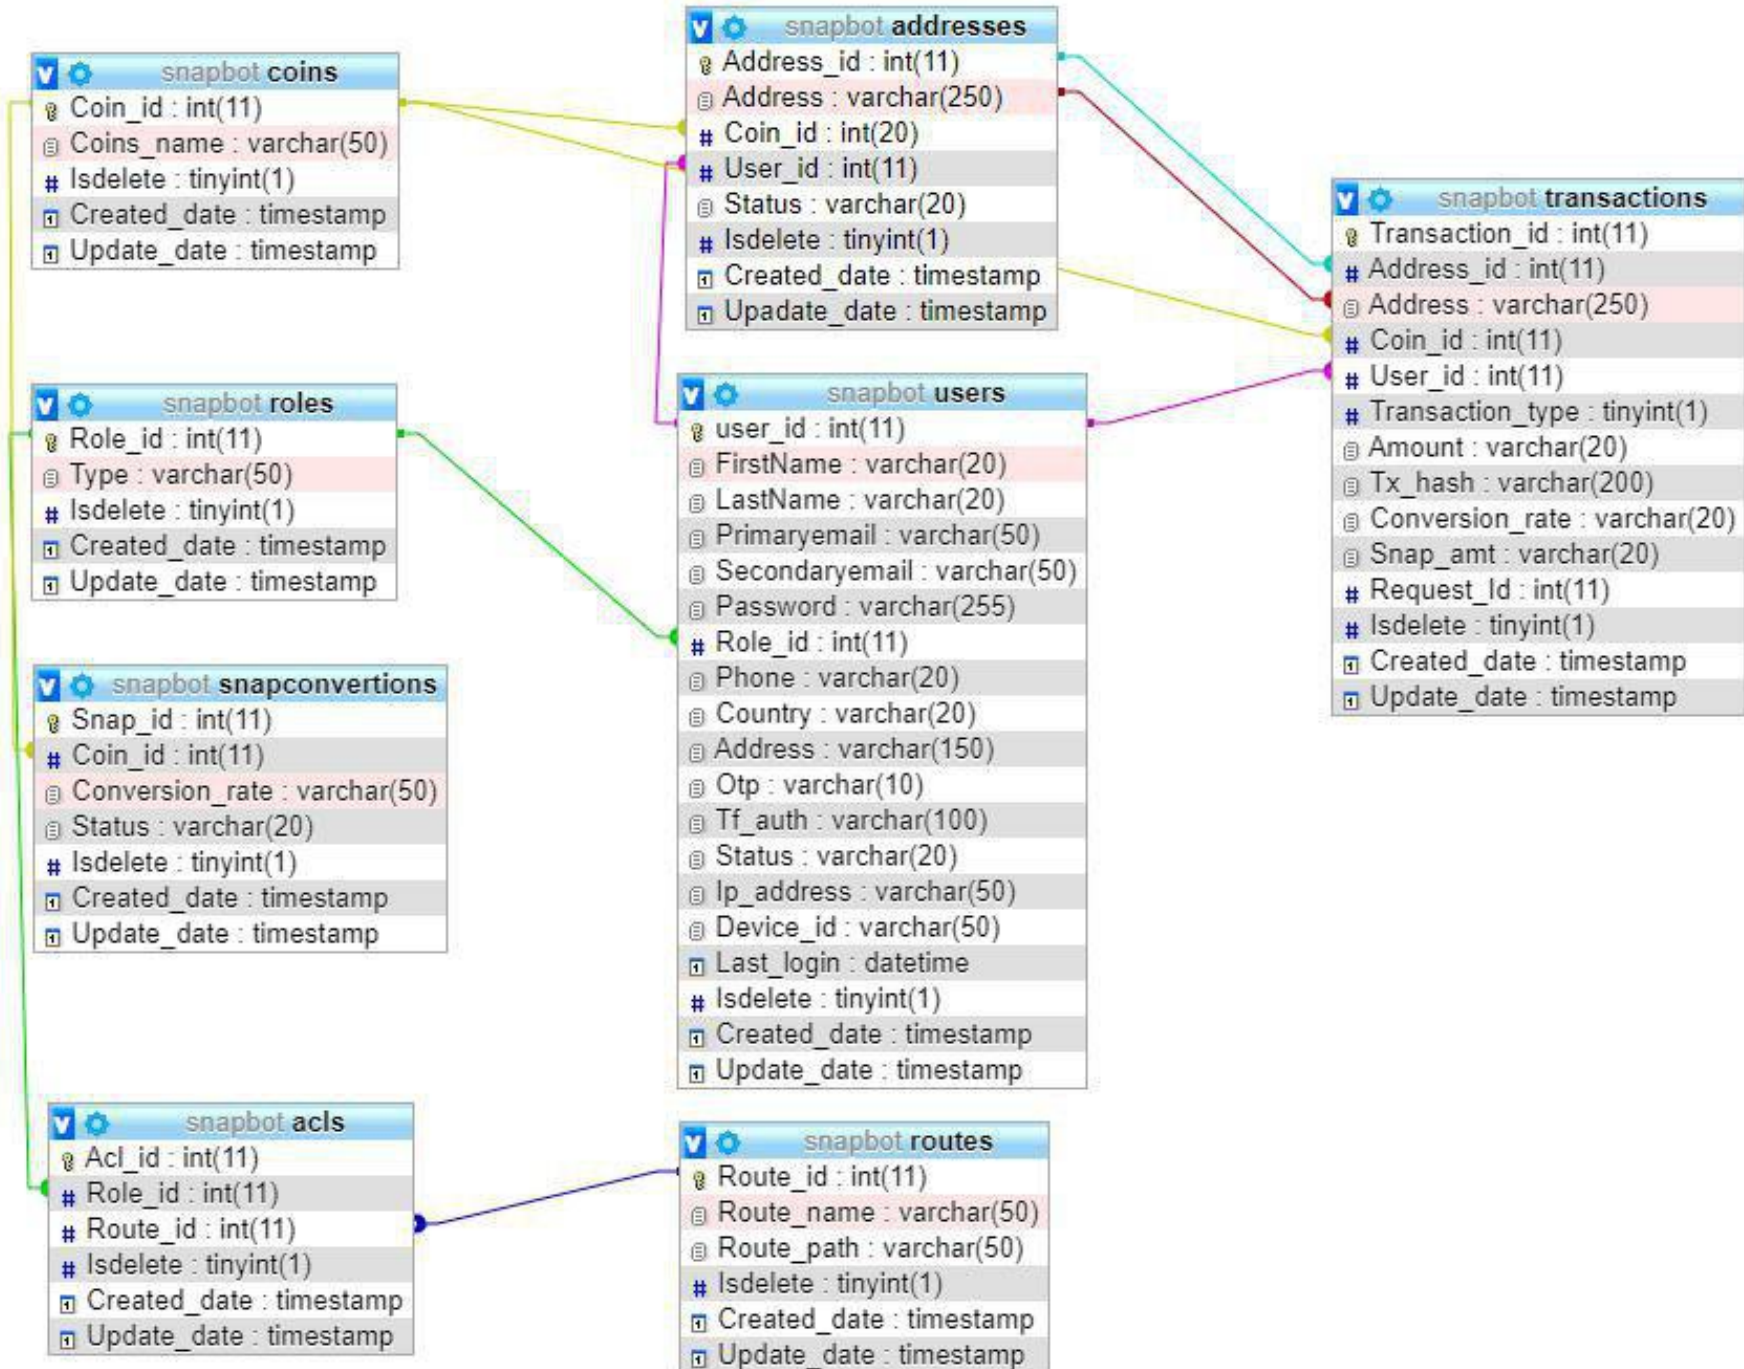 snapbot coins
Coin_id : int(11)
Coins_name : varchar(50)
Isdelete : tinyint(1)
Created_date : timestamp
Update_date : timestamp
snapbot addresses
Address_id : int(11)
Address : varchar(250)
Coin_id : int(20)
User_id : int(11)
Status : varchar(20)
Isdelete : tinyint(1)
Created_date : timestamp
Upadate_date : timestamp
snapbot transactions
Transaction_id : int(11)
Address_id : int(11)
Address : varchar(250)
Coin_id : int(11)
User_id : int(11)
Transaction_type : tinyint(1)
Amount : varchar(20)
Tx_hash : varchar(200)
Conversion_rate : varchar(20)
Snap_amt : varchar(20)
Request_Id : int(11)
Isdelete : tinyint(1)
Created_date : timestamp
Update_date : timestamp
snapbot roles
Role_id : int(11)
Type : varchar(50)
Isdelete : tinyint(1)
Created_date : timestamp
Update_date : timestamp
snapbot users
user_id : int(11)
FirstName : varchar(20)
LastName : varchar(20)
Primaryemail : varchar(50)
Secondaryemail : varchar(50)
Password : varchar(255)
Role_id : int(11)
Phone : varchar(20)
Country : varchar(20)
Address : varchar(150)
Otp : varchar(10)
Tf_auth : varchar(100)
Status : varchar(20)
Ip_address : varchar(50)
Device_id : varchar(50)
Last_login : datetime
Isdelete : tinyint(1)
Created_date : timestamp
Update_date : timestamp
snapbot snapconvertions
Snap_id : int(11)
Coin_id : int(11)
Conversion_rate : varchar(50)
Status : varchar(20)
Isdelete : tinyint(1)
Created_date : timestamp
Update_date : timestamp
snapbot acls
Acl_id : int(11)
Role_id : int(11)
Route_id : int(11)
Isdelete : tinyint(1)
Created_date : timestamp
Update_date : timestamp
snapbot routes
Route_id : int(11)
Route_name : varchar(50)
Route_path : varchar(50)
Isdelete : tinyint(1)
Created_date : timestamp
Update_date : timestamp